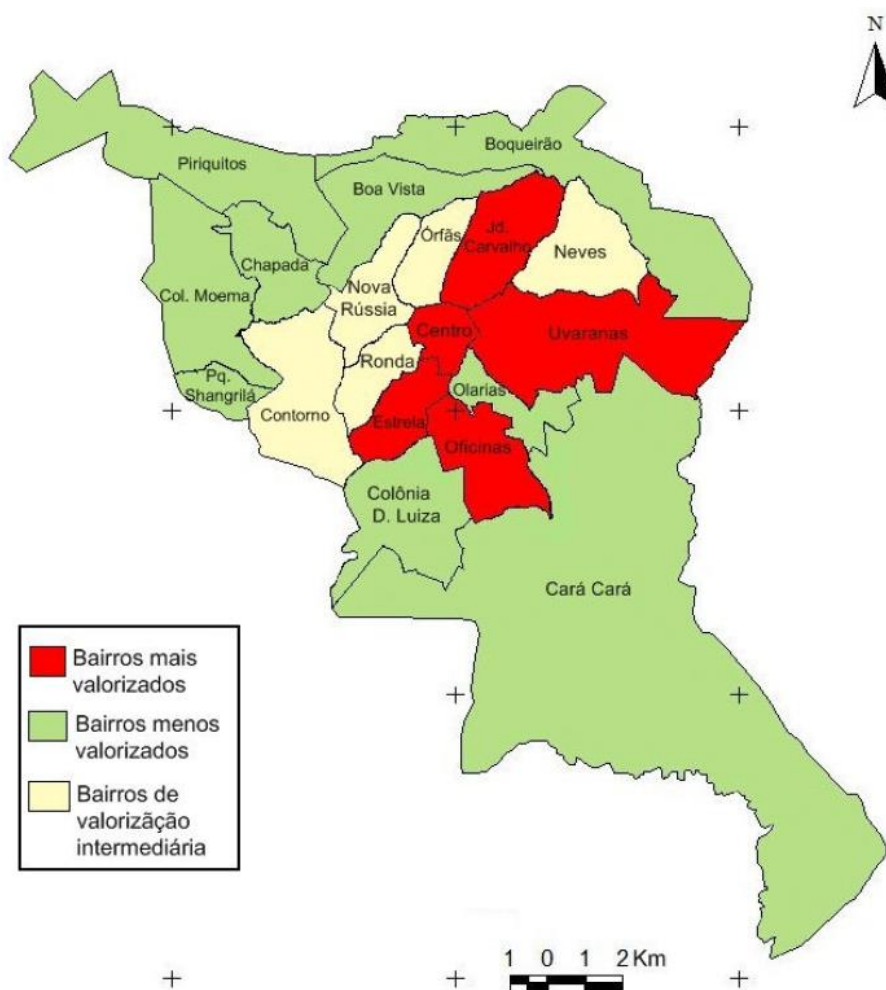 N
Boqueirão
Piriquitos
Boa Vista
Órfãs
Jd.
Carvalho
Neves
Chapada
Col. Moema
Nova
Rússia
Centro
Uvaranas
Ronda
Pq.
Shangrilá
Olarias
Contorno
Estrela
Oficinas
Colônia
D. Luiza
Cará Cará
Bairros mais
valorizados
Bairros menos
valorizados
Bairros de
valorizãção
intermediária
1 0 1 2 Km